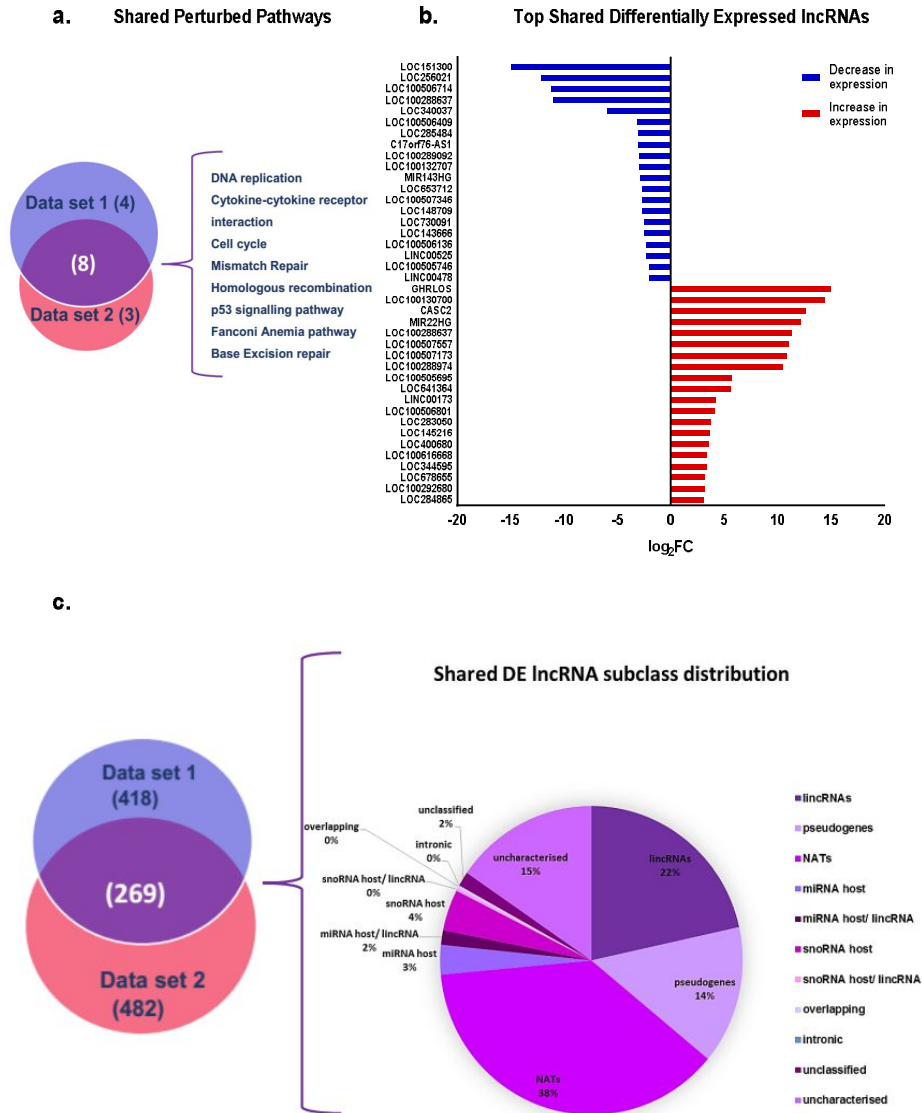 a.
Shared Perturbed Pathways
Data set 1 (4)
(8)
Data set 2 (3)
DNA replication
Cytokine-cytokine receptor
interaction
Cell cycle
Mismatch Repair
Homologous recombination
p53 signalling pathway
Fanconi Anemia pathway
Base Excision repair
b.
Top Shared Differentially Expressed lncRNAs
LOC151300
LOC256021
LOC100506714
LOC100288637
LOC340037
LOC100506409
LOC285484
C17orf76-AS1
LOC100289092
LOC100132707
MIR143HG
LOC653712
LOC100507346
LOC148709
LOC730091
LOC143666
LOC100506136
LINC00525
LOC100505746
LINC00478
GHRLOS
LOC100130700
CASC2
MIR22HG
LOC100288637
LOC100507557
LOC100507173
LOC100288974
LOC100505695
LOC641364
LINC00173
LOC100506801
LOC283050
LOC145216
LOC400680
LOC100616668
LOC344595
LOC678655
LOC100292680
LOC284865
Decrease in
expression
Increase in
expression
-20 -15 -10 -5 0 5 10 15 20
log2FC
c.
Data set 1
(418)
(269)
Data set 2
(482)
Shared DE lncRNA subclass distribution
unclassified
2%
overlapping
0%
intronic
0%
snoRNA host/ lincRNA
0%
snoRNA host
4%
miRNA host/ lincRNA
2%
miRNA host
3%
uncharacterised
15%
lincRNAs
22%
pseudogenes
14%
NATs
38%
lincRNAs
pseudogenes
NATs
miRNA host
miRNA host/ lincRNA
snoRNA host
snoRNA host/ lincRNA
overlapping
intronic
unclassified
uncharacterised